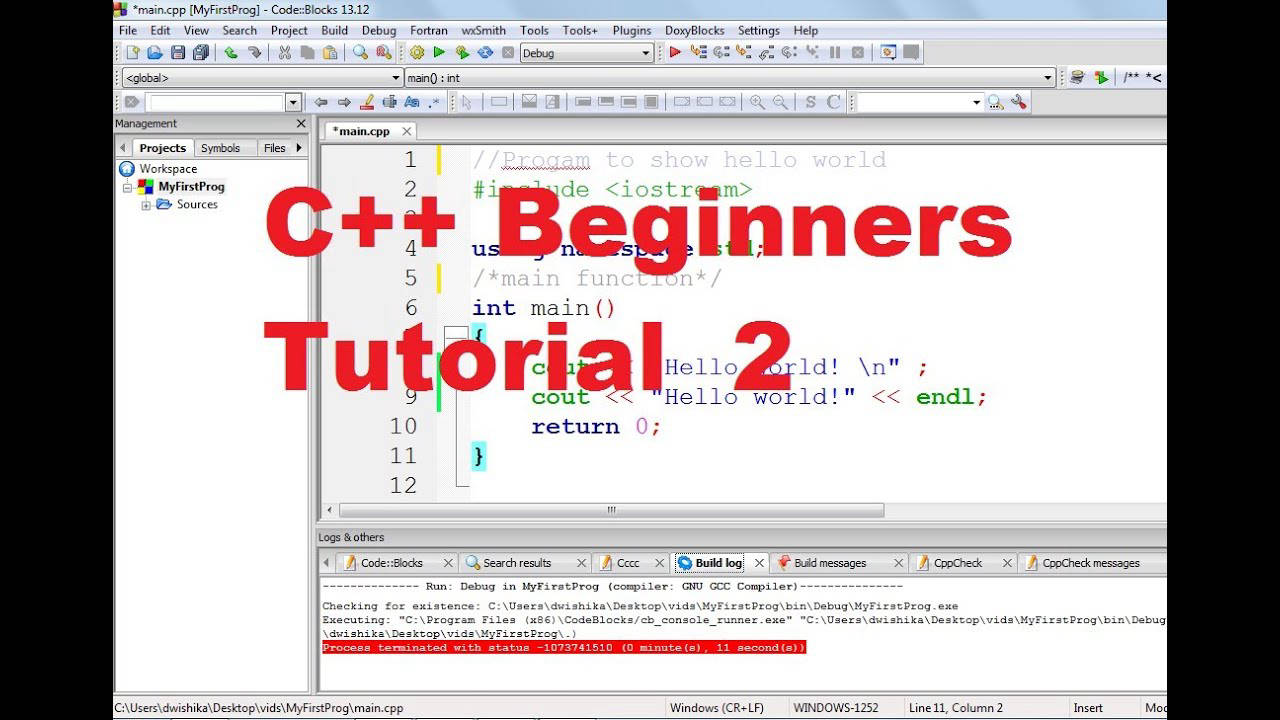 *main.cpp [MyFirstProg] - Code::Blocks 13.12
File Edit View Search Project Build Debug Fortran wxSmith Tools Tools+ Plugins DoxyBlocks Settings Help
Debug
<global> main() : int /** *<
Management
Projects Symbols Files
Workspace
MyFirstProg
Sources
*main.cpp
1 //Progam to show hello world
2 #include <iostream>
C++ Beginners
4 using namespace std;
5 /*main function*/
6 int main()
{
Tutorial 2
cout "Hello world! \n" ;
9 cout << "Hello world!" << endl;
10 return 0;
11 }
12
Logs & others
Code::Blocks Search results Cccc Build log Build messages CppCheck CppCheck messages
-------------- Run: Debug in MyFirstProg (compiler: GNU GCC Compiler)---------------
Checking for existence: C:\Users\dwishika\Desktop\vids\MyFirstProg\bin\Debug\MyFirstProg.exe
Executing: "C:\Program Files (x86)\CodeBlocks/cb_console_runner.exe" "C:\Users\dwishika\Desktop\vids\MyFirstProg\bin\Debug
\dwishika\Desktop\vids\MyFirstProg\.)
Process terminated with status -1073741510 (0 minute(s), 11 second(s))
C:\Users\dwishika\Desktop\vids\MyFirstProg\main.cpp Windows (CR+LF) WINDOWS-1252 Line 11, Column 2 Insert Mod